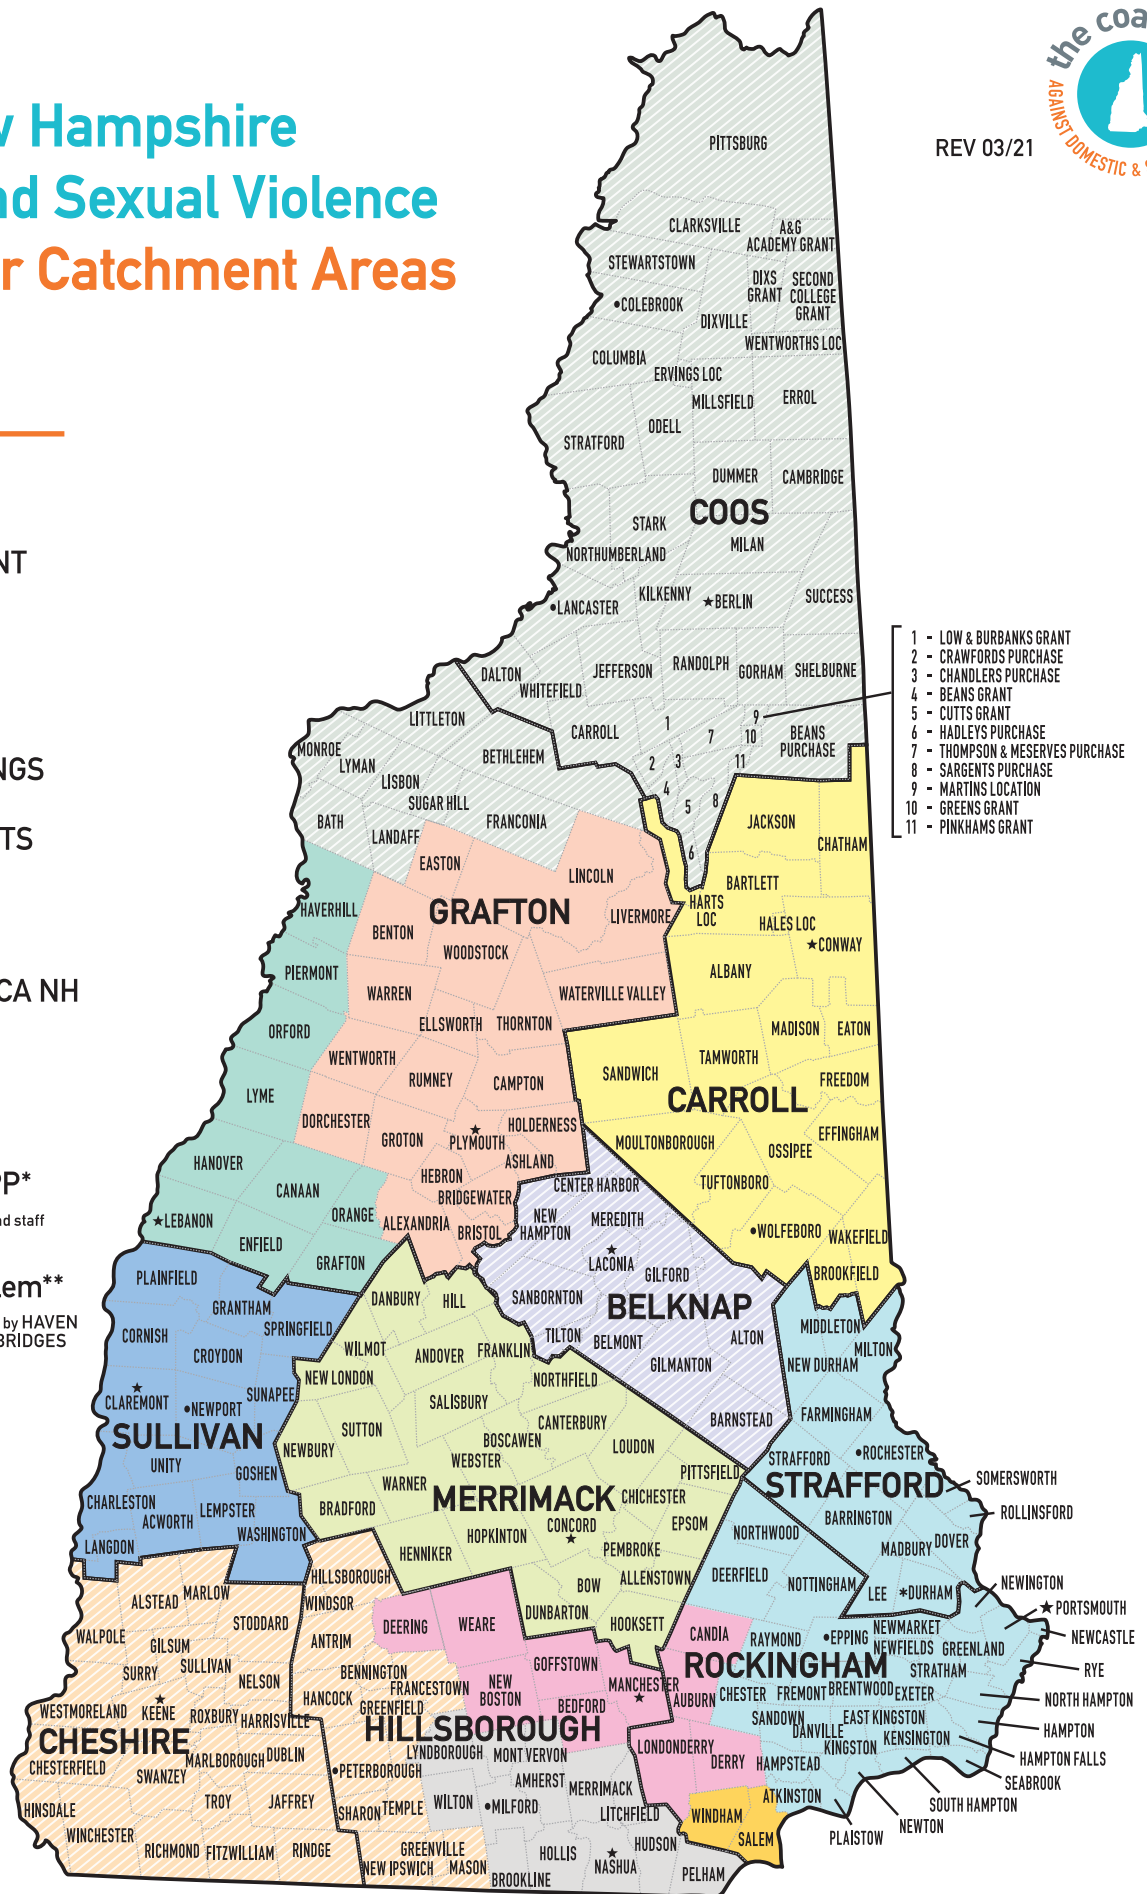 w Hampshire
nd Sexual Violence
r Catchment Areas
REV 03/21
the coa
AGAINST DOMESTIC &
NT
NGS
TS
CA NH
PP*
nd staff
lem**
by HAVEN
BRIDGES
PITTSBURG
CLARKSVILLE
A&G
ACADEMY GRANT
STEWARTSTOWN
DIXS
GRANT
SECOND
COLLEGE
GRANT
•COLEBROOK
DIXVILLE
WENTWORTHS LOC
COLUMBIA
ERVINGS LOC
MILLSFIELD
ERROL
ODELL
STRATFORD
DUMMER
CAMBRIDGE
COOS
STARK
MILAN
NORTHUMBERLAND
KILKENNY
★BERLIN
SUCCESS
•LANCASTER
DALTON
WHITEFIELD
JEFFERSON
RANDOLPH
GORHAM
SHELBURNE
CARROLL
BEANS
PURCHASE
1
2
3
4
5
6
7
8
9
10
11
1 - LOW & BURBANKS GRANT
2 - CRAWFORDS PURCHASE
3 - CHANDLERS PURCHASE
4 - BEANS GRANT
5 - CUTTS GRANT
6 - HADLEYS PURCHASE
7 - THOMPSON & MESERVES PURCHASE
8 - SARGENTS PURCHASE
9 - MARTINS LOCATION
10 - GREENS GRANT
11 - PINKHAMS GRANT
LITTLETON
MONROE
LYMAN
BETHLEHEM
LISBON
SUGAR HILL
BATH
LANDAFF
FRANCONIA
EASTON
LINCOLN
HAVERHILL
GRAFTON
LIVERMORE
BENTON
WOODSTOCK
PIERMONT
WARREN
WATERVILLE VALLEY
ORFORD
ELLSWORTH
THORNTON
WENTWORTH
RUMNEY
CAMPTON
LYME
DORCHESTER
GROTON
★
PLYMOUTH
HOLDERNESS
ASHLAND
HANOVER
CANAAN
HEBRON
BRIDGEWATER
★LEBANON
ORANGE
ALEXANDRIA
BRISTOL
ENFIELD
GRAFTON
JACKSON
CHATHAM
BARTLETT
HARTS
LOC
HALES LOC
★CONWAY
ALBANY
MADISON
EATON
TAMWORTH
SANDWICH
FREEDOM
CARROLL
MOULTONBOROUGH
EFFINGHAM
OSSIPEE
TUFTONBORO
•WOLFEBORO
WAKEFIELD
BROOKFIELD
CENTER HARBOR
NEW
HAMPTON
MEREDITH
★
LACONIA
GILFORD
SANBORNTON
BELKNAP
TILTON
BELMONT
ALTON
GILMANTON
BARNSTEAD
PLAINFIELD
GRANTHAM
CORNISH
SPRINGFIELD
CROYDON
★
CLAREMONT
•NEWPORT
SUNAPEE
SULLIVAN
UNITY
GOSHEN
CHARLESTON
ACWORTH
LEMPSTER
WASHINGTON
LANGDON
DANBURY
HILL
WILMOT
ANDOVER
FRANKLIN
NEW LONDON
NORTHFIELD
SALISBURY
SUTTON
CANTERBURY
NEWBURY
BOSCAWEN
LOUDON
WEBSTER
PITTSFIELD
WARNER
MERRIMACK
CHICHESTER
BRADFORD
CONCORD
★
EPSOM
HOPKINTON
HENNIKER
PEMBROKE
BOW
ALLENSTOWN
DUNBARTON
HOOKSETT
MIDDLETON
MILTON
NEW DURHAM
FARMINGHAM
STRAFFORD
•ROCHESTER
STRAFFORD
SOMERSWORTH
ROLLINSFORD
BARRINGTON
DOVER
MADBURY
LEE
*DURHAM
NORTHWOOD
DEERFIELD
NOTTINGHAM
NEWINGTON
★PORTSMOUTH
NEWCASTLE
CANDIA
RAYMOND
•EPPING
NEWMARKET
NEWFIELDS
GREENLAND
RYE
ROCKINGHAM
STRATHAM
AUBURN
CHESTER
FREMONT
BRENTWOOD
EXETER
NORTH HAMPTON
SANDOWN
EAST KINGSTON
HAMPTON
DANVILLE
KINGSTON
KENSINGTON
HAMPTON FALLS
LONDONDERRY
DERRY
HAMPSTEAD
SEABROOK
ATKINSTON
SOUTH HAMPTON
WINDHAM
NEWTON
SALEM
PLAISTOW
HILLSBOROUGH
WINDSOR
DEERING
WEARE
ANTRIM
GOFFSTOWN
BENNINGTON
FRANCESTOWN
NEW
BOSTON
MANCHESTER
★
HANCOCK
GREENFIELD
BEDFORD
HILLSBOROUGH
LYNDBOROUGH
MONT VERNON
•PETERBOROUGH
AMHERST
MERRIMACK
WILTON
•MILFORD
LITCHFIELD
SHARON
TEMPLE
HUDSON
GREENVILLE
HOLLIS
★
NASHUA
NEW IPSWICH
MASON
BROOKLINE
PELHAM
ALSTEAD
MARLOW
STODDARD
WALPOLE
GILSUM
SURRY
SULLIVAN
NELSON
WESTMORELAND
★
KEENE
ROXBURY
HARRISVILLE
CHESHIRE
CHESTERFIELD
MARLBOROUGH
DUBLIN
SWANZEY
HINSDALE
TROY
JAFFREY
WINCHESTER
RICHMOND
FITZWILLIAM
RINDGE